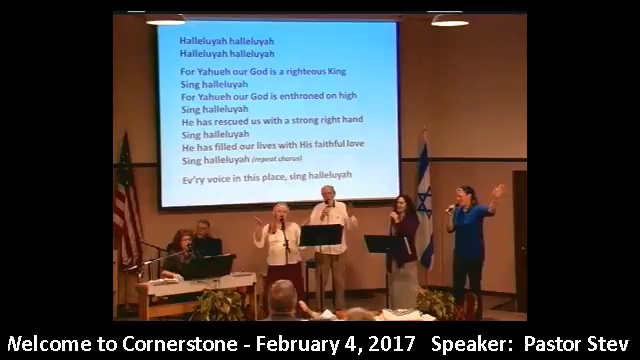 Halleluyah halleluyah
Halleluyah halleluyah
For Yahueh our God is a righteous King
Sing halleluyah
For Yahueh our God is enthroned on high
Sing halleluyah
He has rescued us with a strong right hand
Sing halleluyah
He has filled our lives with His faithful love
Sing halleluyah (repeat chorus)
Ev'ry voice in this place, sing halleluyah
Welcome to Cornerstone - February 4, 2017 Speaker: Pastor Stev